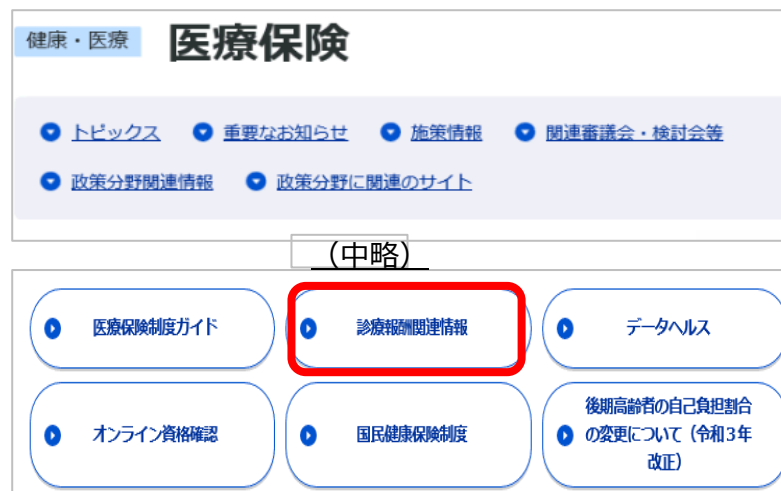 健康・医療 医療保険
トピックス 重要なお知らせ 施策情報 関連審議会・検討会等
政策分野関連情報 政策分野に関連のサイト
（中略）
医療保険制度ガイド 診療報酬関連情報 データヘルス
オンライン資格確認 国民健康保険制度 後期高齢者の自己負担割合
の変更について（令和3年
改正）